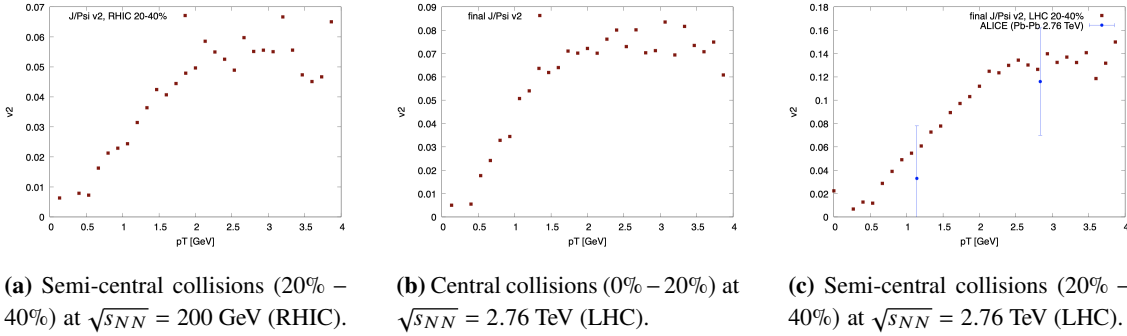 J/Psi v2, RHIC 20-40%
0.07
0.06
0.05
0.04
0.03
0.02
0.01
0
v2
0 0.5 1 1.5 2 2.5 3 3.5 4
pT [GeV]
(a) Semi-central collisions (20% –
40%) at √sNN = 200 GeV (RHIC).
final J/Psi v2
0.09
0.08
0.07
0.06
0.05
0.04
0.03
0.02
0.01
0
v2
0 0.5 1 1.5 2 2.5 3 3.5 4
pT [GeV]
(b) Central collisions (0% – 20%) at
√sNN = 2.76 TeV (LHC).
final J/Psi v2, LHC 20-40%
ALICE (Pb-Pb 2.76 TeV)
0.18
0.16
0.14
0.12
0.1
0.08
0.06
0.04
0.02
0
v2
0 0.5 1 1.5 2 2.5 3 3.5 4
pT [GeV]
(c) Semi-central collisions (20% –
40%) at √sNN = 2.76 TeV (LHC).